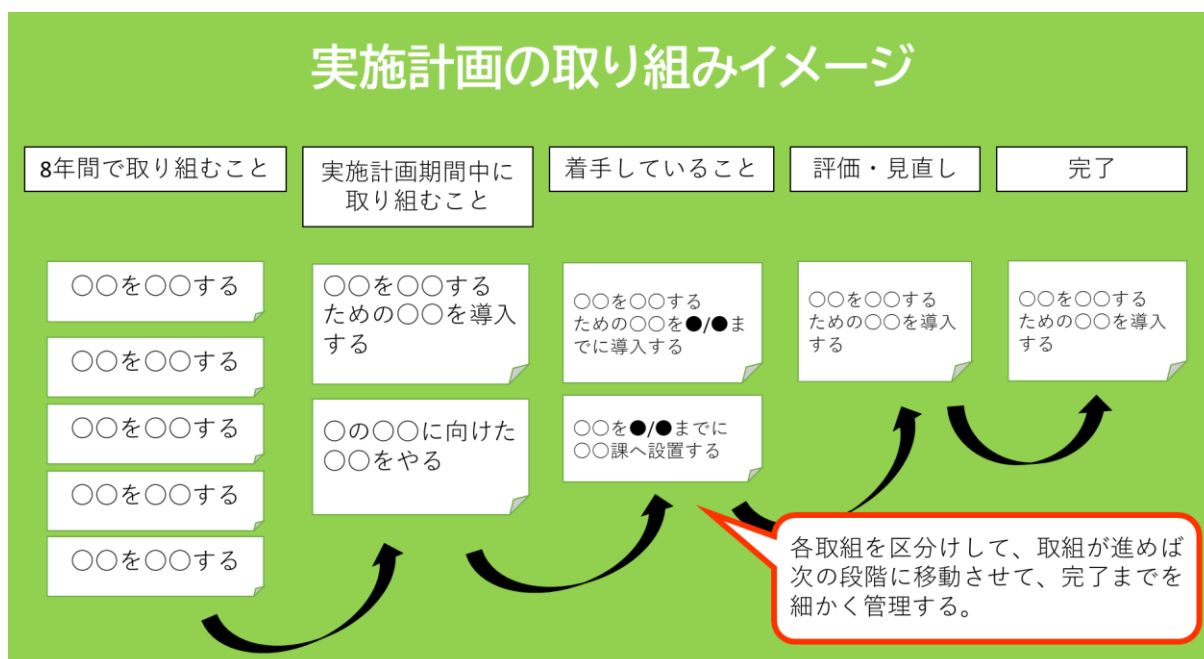 実施計画の取り組みイメージ
8年間で取り組むこと
実施計画期間中に
取り組むこと
着手していること
評価・見直し
完了
○○を○○する
○○を○○する
○○を○○する
○○を○○する
○○を○○する
○○を○○する
ための○○を導入
する
○の○○に向けた
○○をやる
○○を○○する
ための○○を●/●ま
でに導入する
○○を●/●までに
○○課へ設置する
○○を○○する
ための○○を導入
する
○○を○○する
ための○○を導入
する
各取組を区分けして、取組が進めば
次の段階に移動させて、完了までを
細かく管理する。